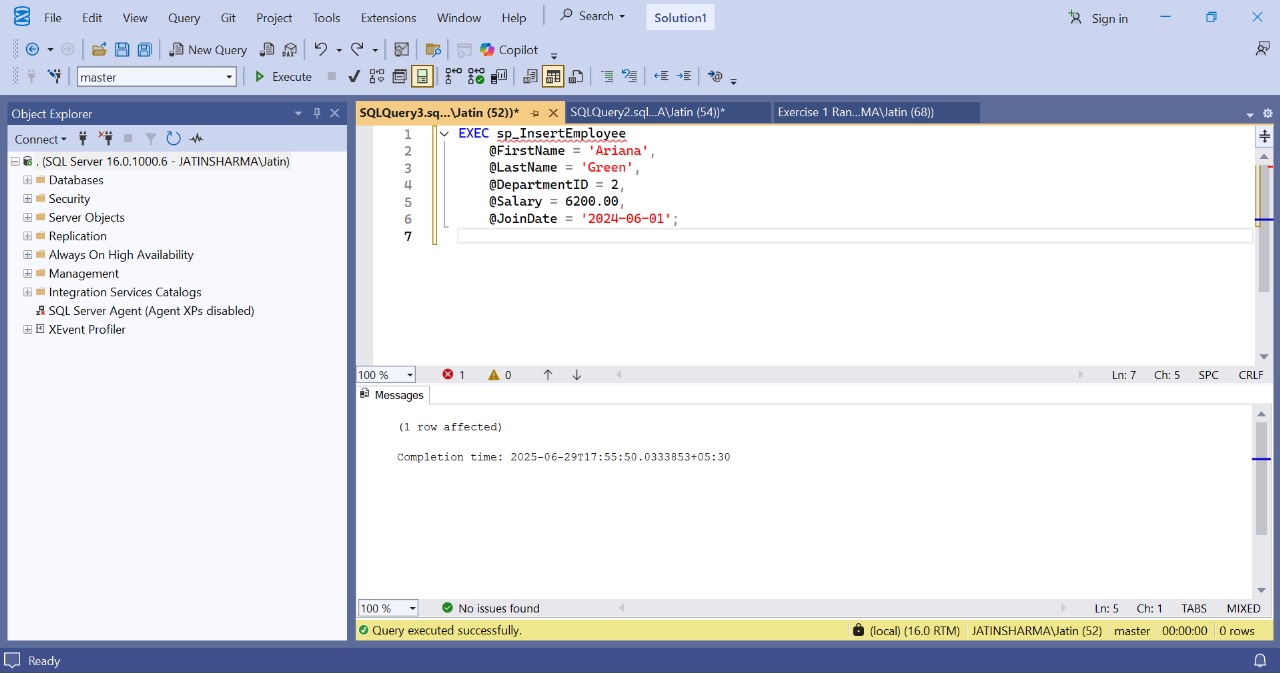 File Edit View Query Git Project Tools Extensions Window Help Search Solution1 Sign in
New Query DAX Copilot
master Execute
Object Explorer
Connect
. (SQL Server 16.0.1000.6 - JATINSHARMA\Jatin)
Databases
Security
Server Objects
Replication
Always On High Availability
Management
Integration Services Catalogs
SQL Server Agent (Agent XPs disabled)
XEvent Profiler
SQLQuery3.sq...\Jatin (52))* SQLQuery2.sql...A\Jatin (54))* Exercise 1 Ran...MA\Jatin (68))
1 EXEC sp_InsertEmployee
2 @FirstName = 'Ariana',
3 @LastName = 'Green',
4 @DepartmentID = 2,
5 @Salary = 6200.00,
6 @JoinDate = '2024-06-01';
7
100 % 1 0 Ln: 7 Ch: 5 SPC CRLF
Messages
(1 row affected)
Completion time: 2025-06-29T17:55:50.0333853+05:30
100 % No issues found Ln: 5 Ch: 1 TABS MIXED
Query executed successfully. (local) (16.0 RTM) JATINSHARMA\Jatin (52) master 00:00:00 0 rows
Ready